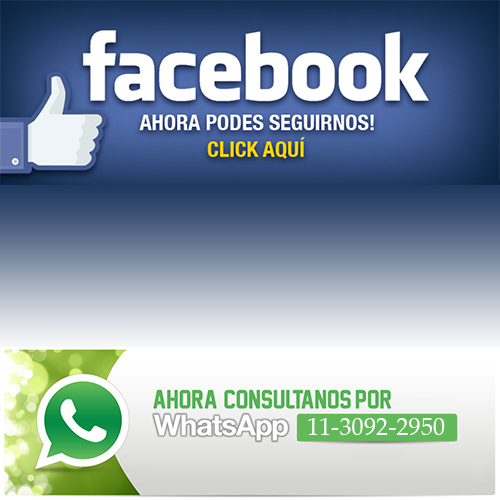 facebook
AHORA PODES SEGUIRNOS!
CLICK AQUÍ
AHORA CONSULTANOS POR
WhatsApp 11-3092-2950